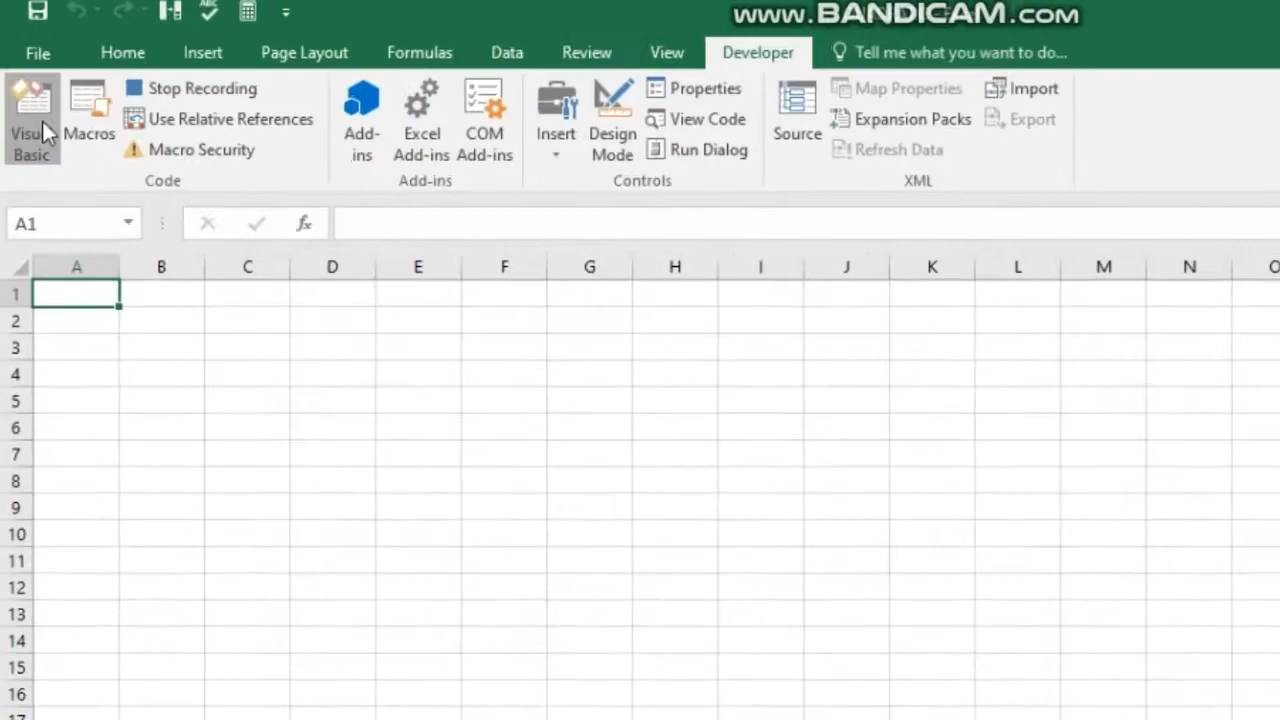 www.BANDICAM.com
File Home Insert Page Layout Formulas Data Review View Developer Tell me what you want to do...
Visual Basic
Macros
Stop Recording
Use Relative References
Macro Security
Code
Add-ins
Excel Add-ins
COM Add-ins
Add-ins
Insert
Design Mode
Properties
View Code
Run Dialog
Controls
Source
Map Properties
Expansion Packs
Refresh Data
Import
Export
XML
A1 fx
A B C D E F G H I J K L M N O
1
2
3
4
5
6
7
8
9
10
11
12
13
14
15
16
17